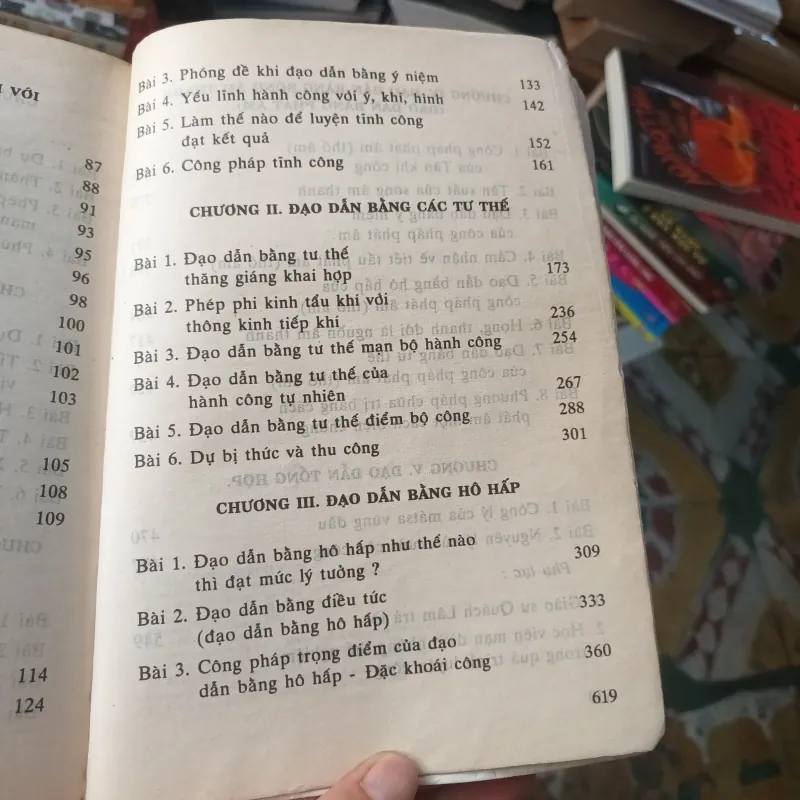 VỚI
87
88
91
93
95
96
98
100
101
102
103
105
108
109
114
124
Bài 3. Phóng đề khi đạo dẫn bằng ý niệm 133
Bài 4. Yếu lĩnh hành công với ý, khí, hình 142
Bài 5. Làm thế nào để luyện tĩnh công
đạt kết quả 152
Bài 6. Công pháp tĩnh công 161
CHƯƠNG II. ĐẠO DẪN BẰNG CÁC TƯ THẾ
Bài 1. Đạo dẫn bằng tư thế
thăng giáng khai hợp 173
Bài 2. Phép phi kinh tẩu khí với
thông kinh tiếp khí 236
Bài 3. Đạo dẫn bằng tư thế mạn bộ hành công 254
Bài 4. Đạo dẫn bằng tư thế của
hành công tự nhiên 267
Bài 5. Đạo dẫn bằng tư thế điểm bộ công 288
Bài 6. Dự bị thức và thu công 301
CHƯƠNG III. ĐẠO DẪN BẰNG HÔ HẤP
Bài 1. Đạo dẫn bằng hô hấp như thế nào
thì đạt mức lý tưởng ? 309
Bài 2. Đạo dẫn bằng điều tức
(đạo dẫn bằng hô hấp) 333
Bài 3. Công pháp trọng điểm của đạo
dẫn bằng hô hấp - Đặc khoái công 360
619